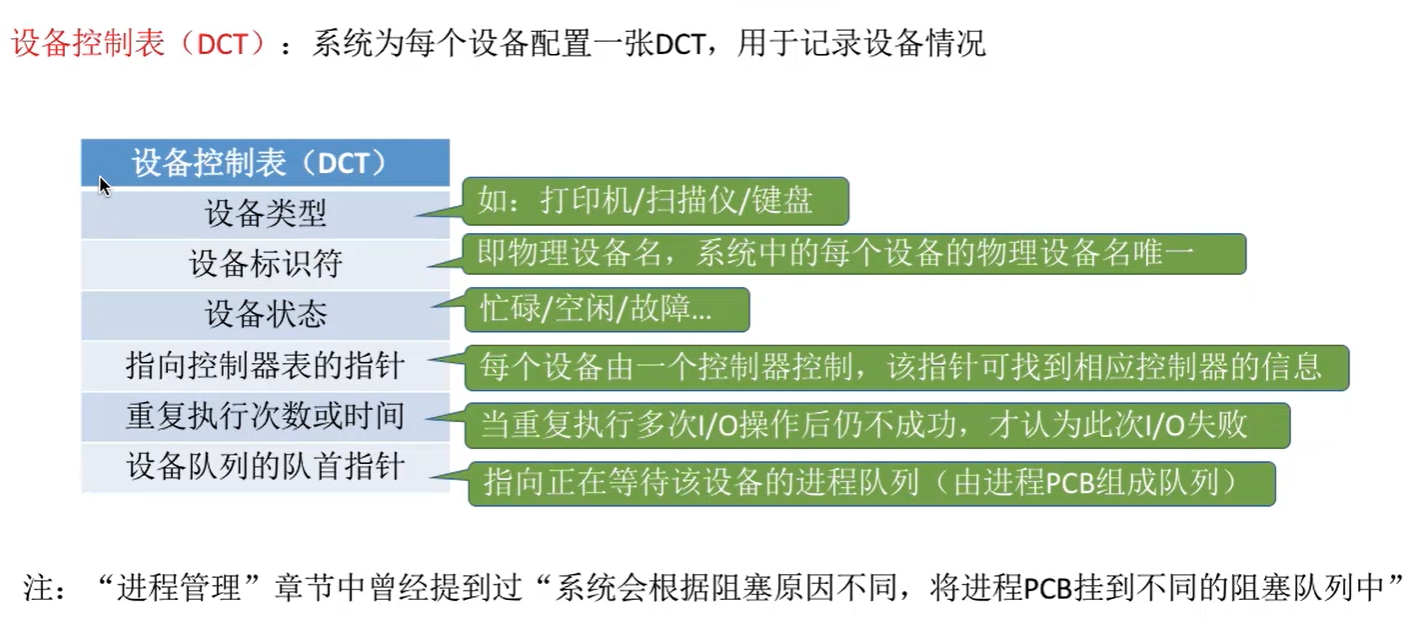 设备控制表（DCT）：系统为每个设备配置一张DCT，用于记录设备情况
设备控制表（DCT）
设备类型
如：打印机/扫描仪/键盘
设备标识符
即物理设备名，系统中的每个设备的物理设备名唯一
设备状态
忙碌/空闲/故障...
指向控制器表的指针
每个设备由一个控制器控制，该指针可找到相应控制器的信息
重复执行次数或时间
当重复执行多次I/O操作后仍不成功，才认为此次I/O失败
设备队列的队首指针
指向正在等待该设备的进程队列（由进程PCB组成队列）
注：“进程管理”章节中曾经提到过“系统会根据阻塞原因不同，将进程PCB挂到不同的阻塞队列中”